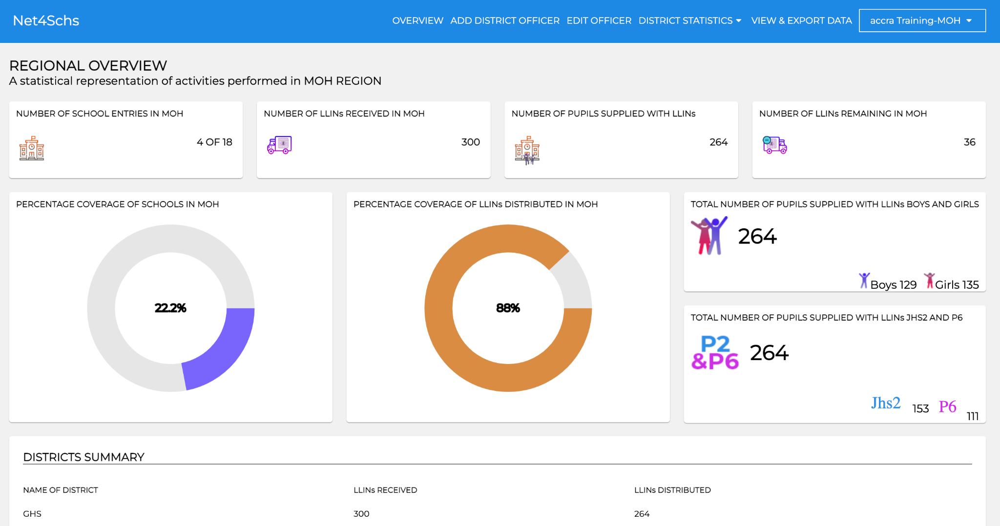 Net4Schs
OVERVIEW ADD DISTRICT OFFICER EDIT OFFICER DISTRICT STATISTICS VIEW & EXPORT DATA accra Training-MOH
REGIONAL OVERVIEW
A statistical representation of activities performed in MOH REGION
NUMBER OF SCHOOL ENTRIES IN MOH
4 OF 18
NUMBER OF LLINs RECEIVED IN MOH
300
NUMBER OF PUPILS SUPPLIED WITH LLINs
264
NUMBER OF LLINs REMAINING IN MOH
36
PERCENTAGE COVERAGE OF SCHOOLS IN MOH
22.2%
PERCENTAGE COVERAGE OF LLINs DISTRIBUTED IN MOH
88%
TOTAL NUMBER OF PUPILS SUPPLIED WITH LLINs BOYS AND GIRLS
264
Boys 129 Girls 135
TOTAL NUMBER OF PUPILS SUPPLIED WITH LLINs JHS2 AND P6
P2
&P6
264
Jhs2 153 P6 111
DISTRICTS SUMMARY
NAME OF DISTRICT LLINs RECEIVED LLINs DISTRIBUTED
GHS 300 264